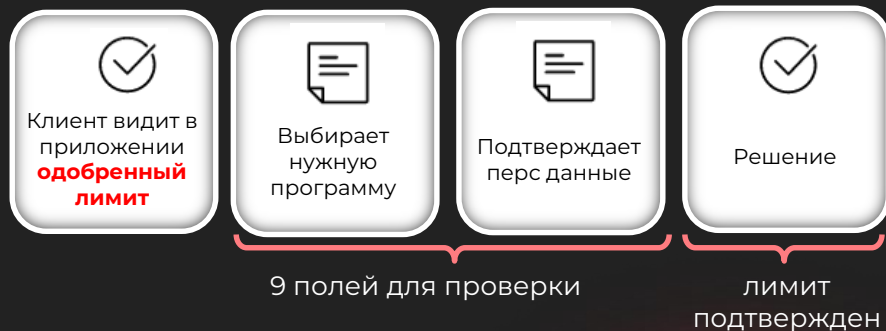 Клиент видит в
приложении
одобренный
лимит
Выбирает
нужную
программу
Подтверждает
перс данные
Решение
9 полей для проверки
лимит
подтвержден